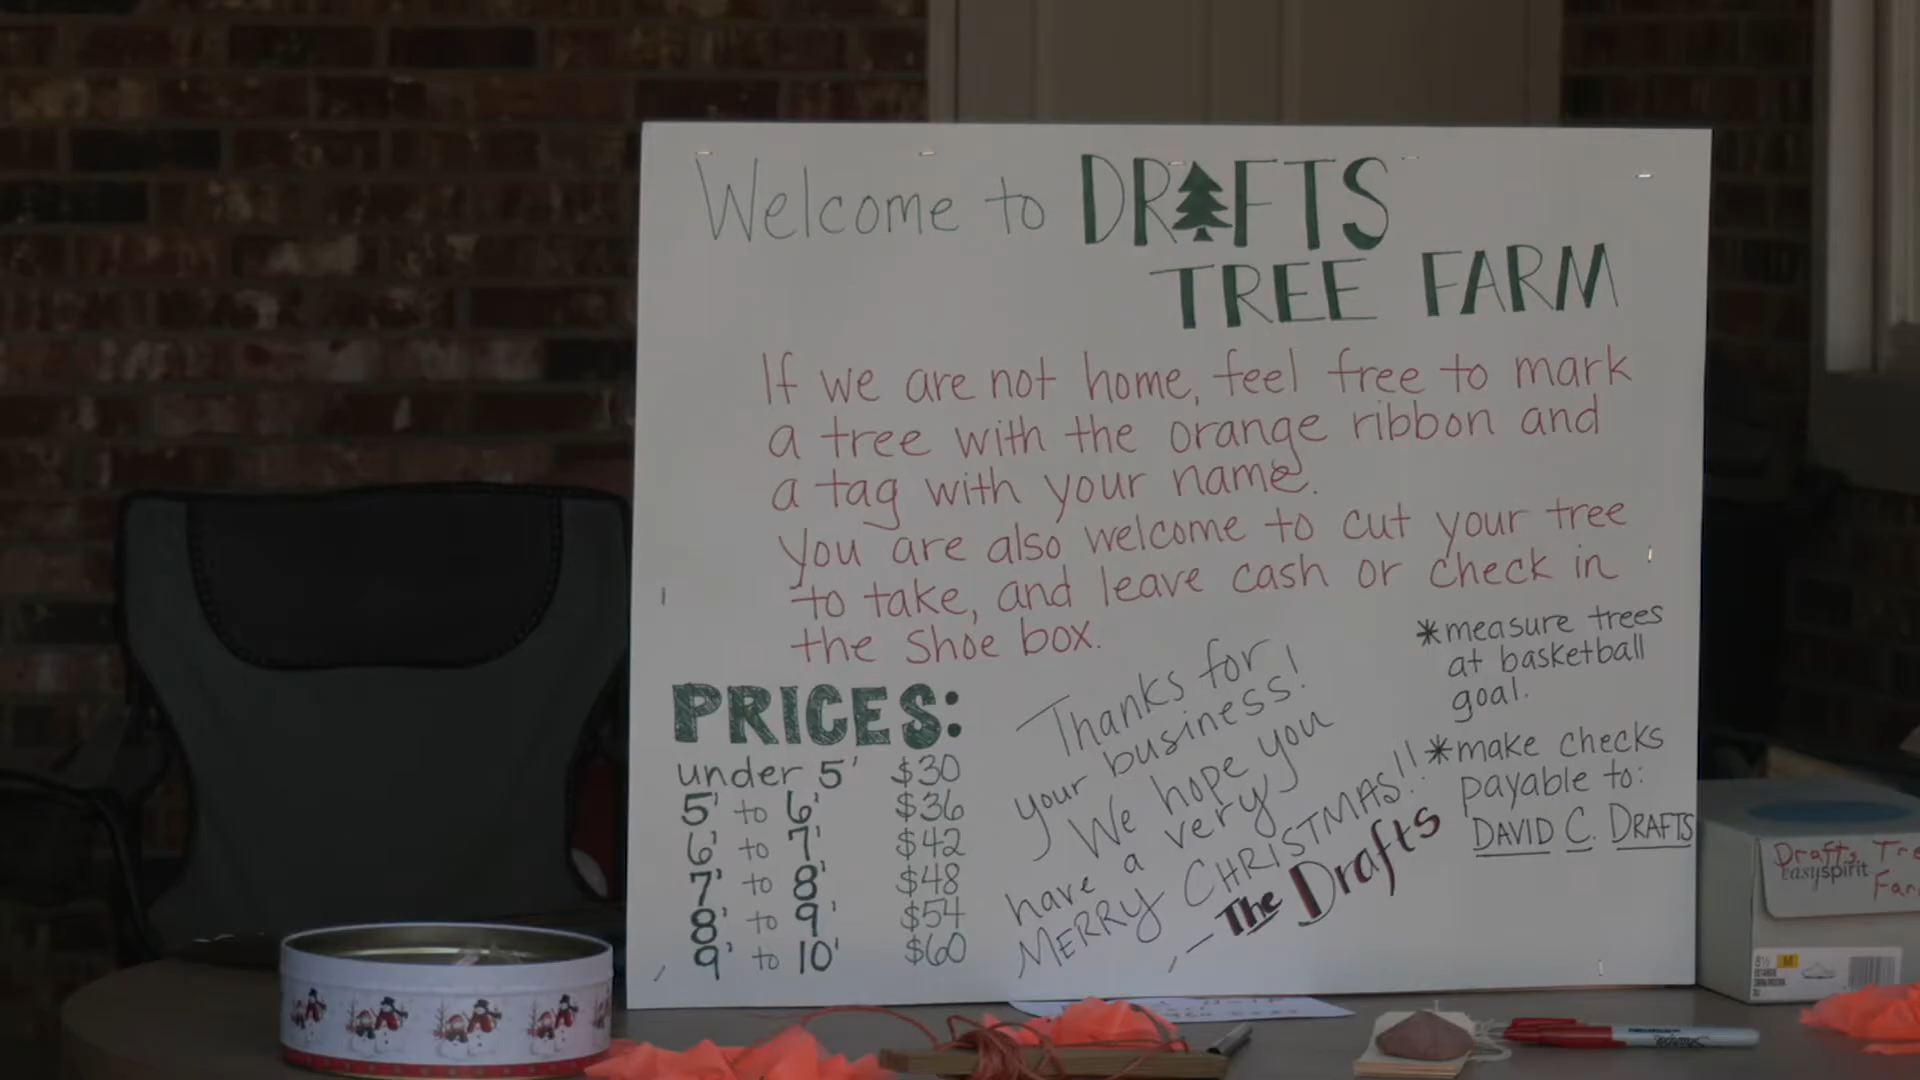 Welcome to DRAFTS
TREE FARM
If we are not home, feel free to mark
a tree with the orange ribbon and
a tag with your name.
You are also welcome to cut your tree
to take, and leave cash or check in
the shoe box.
PRICES:
under 5' $30
5' to 6' $36
6' to 7' $42
7' to 8' $48
8' to 9' $54
9' to 10' $60
Thanks for
your business!
We hope you
have a very
MERRY CHRISTMAS!!
— The Drafts
*measure trees
at basketball
goal.
*make checks
payable to:
DAVID C. DRAFTS
Drafts Tre
easyspirit
Far